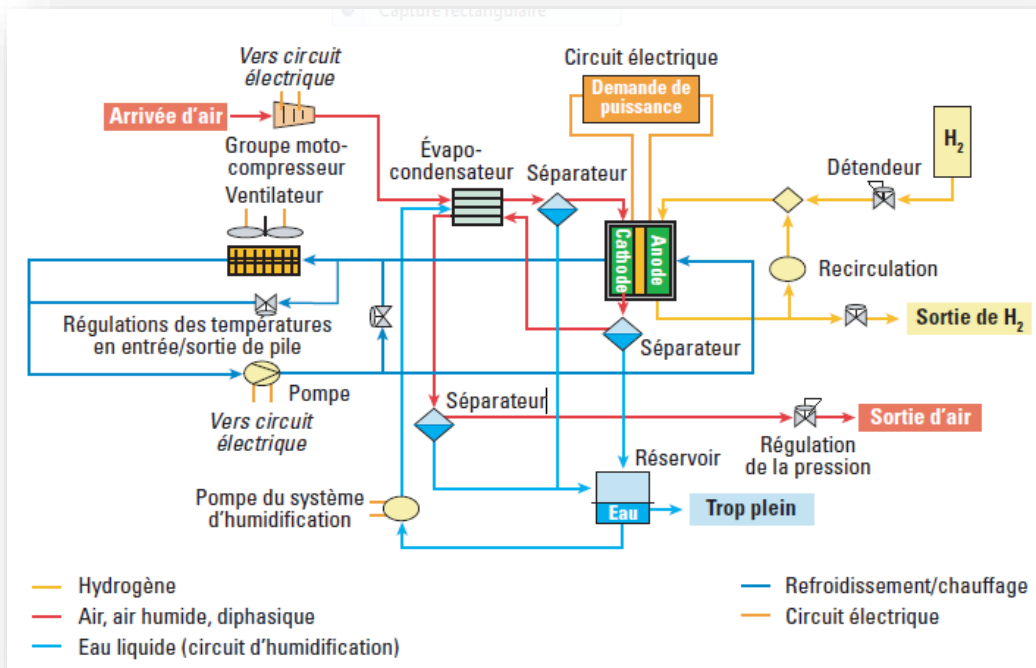 Capture rectangulaire
Vers circuit
électrique
Circuit électrique
Demande de
puissance
Arrivée d'air
H₂
Groupe moto-
compresseur
Évapo-
condensateur
Séparateur
Détendeur
Ventilateur
Cathode
Anode
Recirculation
Régulations des températures
en entrée/sortie de pile
Sortie de H₂
Séparateur
Pompe
Vers circuit
électrique
Séparateur
Sortie d'air
Régulation
de la pression
Réservoir
Pompe du système
d'humidification
Eau
Trop plein
Hydrogène
Air, air humide, diphasique
Eau liquide (circuit d'humidification)
Refroidissement/chauffage
Circuit électrique